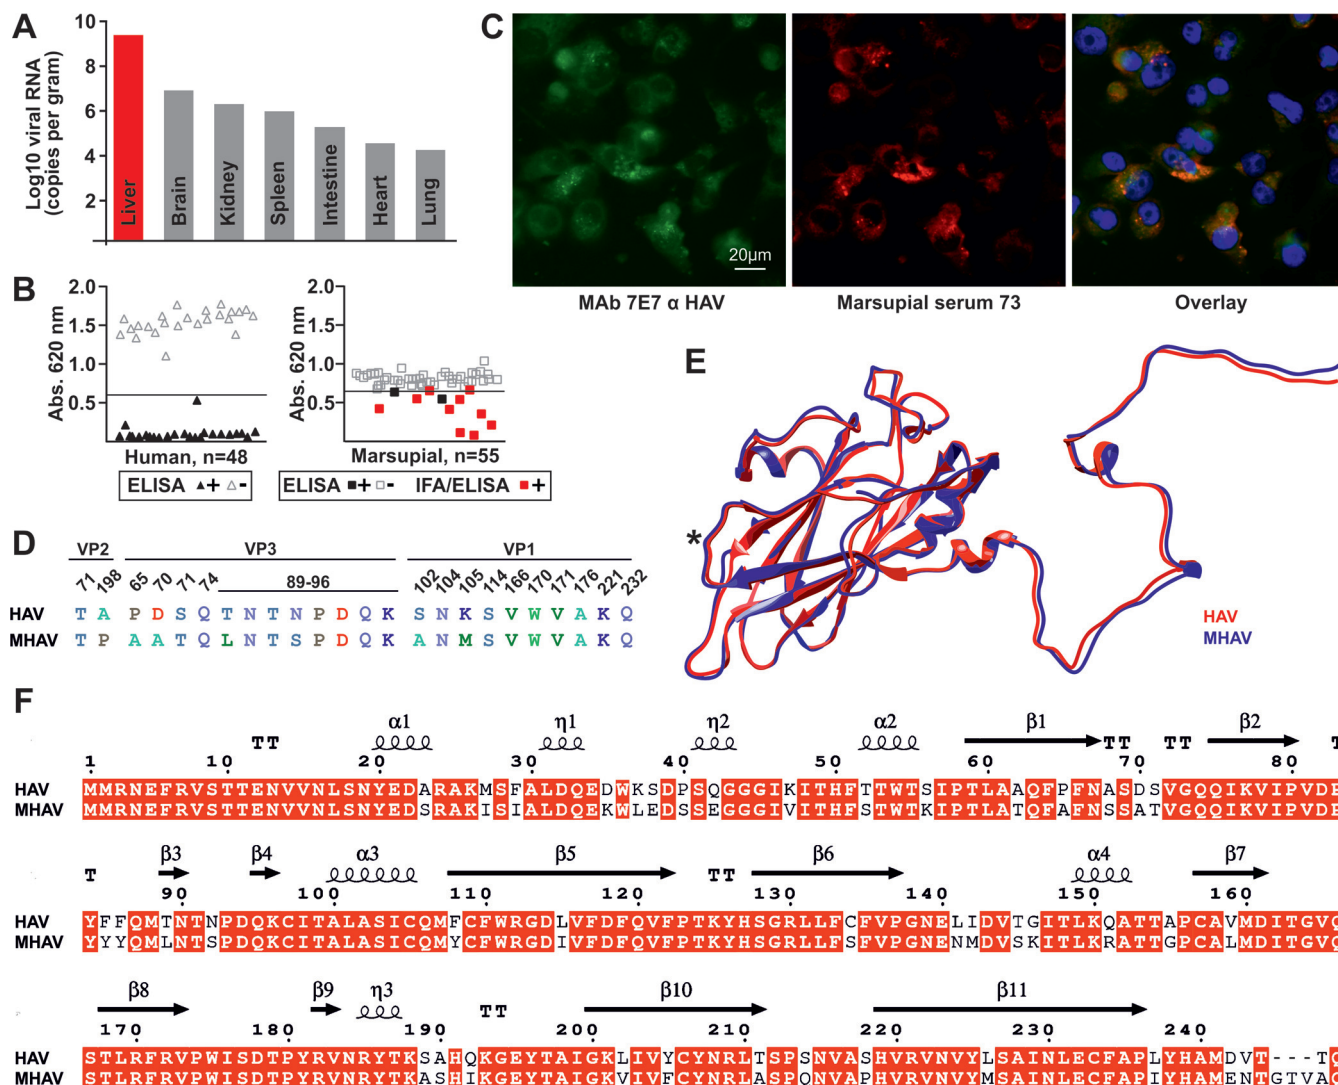 A
Log10 viral RNA
(copies per gram)
10
8
6
4
2
Liver
Brain
Kidney
Spleen
Intestine
Heart
Lung
B
Abs. 620 nm
2.0
1.5
1.0
0.5
Human, n=48
ELISA ▲+ △-
Abs. 620 nm
2.0
1.5
1.0
0.5
Marsupial, n=55
ELISA ■+ □- IFA/ELISA ■+
C
20µm
MAb 7E7 α HAV
Marsupial serum 73
Overlay
D
VP2 VP3 VP1
71 198 65 70 71 74 89-96 102 104 105 114 166 170 171 176 221 232
HAV T A P D S Q T N T N P D Q K S N K S V W V A K Q
MHAV T P A A T Q L N T S P D Q K A N M S V W V A K Q
E
*
HAV
MHAV
F
α1 η1 η2 α2 β1 β2
TT TT TT T
1 10 20 30 40 50 60 70 80
HAV MMRNEFRVSTTENVVNLSNYEDARAKMSFALDQEDWKSDPSQGGGIKITHFTTWTSIPTLAAQFPFNASDSVGQQIKVIPVDE
MHAV MMRNEFRVSTTENVVNLSNYEDSRAKISIALDQEKWLEDSSEGGGIVITHFSTWTKIPTLATQFAFNSSATVGQQIKVIPVDE
β3 β4 α3 β5 β6 α4 β7
T TT
90 100 110 120 130 140 150 160
HAV YFFQMTNTNPDQKCITALASICQMFCFWRGDLVFDFQVFPTKYHSGRLLFCFVPGNELIDVTGITLKQATTAPCAVMDITGVQ
MHAV YYYQMLNTSPDQKCITALASICQMYCFWRGDIVFDFQVFPTKYHSGRLLFSFVPGNENMDVSKITLKRATTGPCALMDITGVQ
β8 β9 η3 β10 β11
TT
170 180 190 200 210 220 230 240
HAV STLRFRVPWISDTPYRVNRYTKSAHQKGEYTAIGKLIVYCYNRLTSPSNVASHVRVNVYLSAINLECFAPLYHAMDVT---TQ
MHAV STLRFRVPWISDTPYRVNRYTKASHIKGEYTAIGKVIVFCYNRLASPQNVAPHVRVNVYMSAINLECFAPIYHAMENTGTVAQ